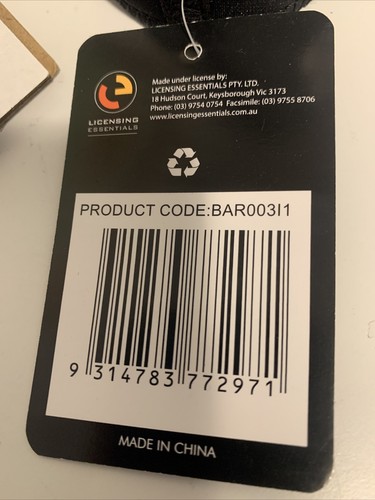 LICENSING
ESSENTIALS
Made under license by:
LICENSING ESSENTIALS PTY. LTD.
18 Hudson Court, Keysborough Vic 3173
Phone: (03) 9754 0754 Facsimile: (03) 9755 8706
www.licensingessentials.com.au
PRODUCT CODE:BAR003I1
9 314783 772971
MADE IN CHINA